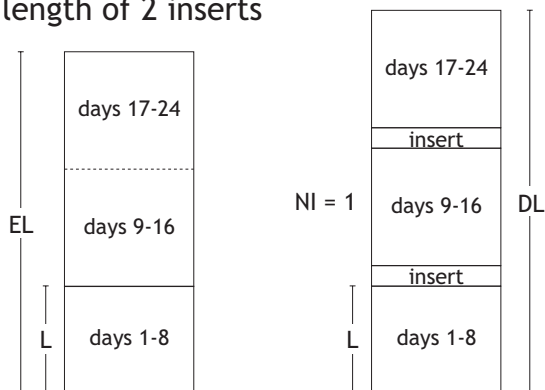 length of 2 inserts
days 17-24
days 9-16
days 1-8
EL
L
days 17-24
insert
days 9-16
insert
days 1-8
NI = 1
L
DL